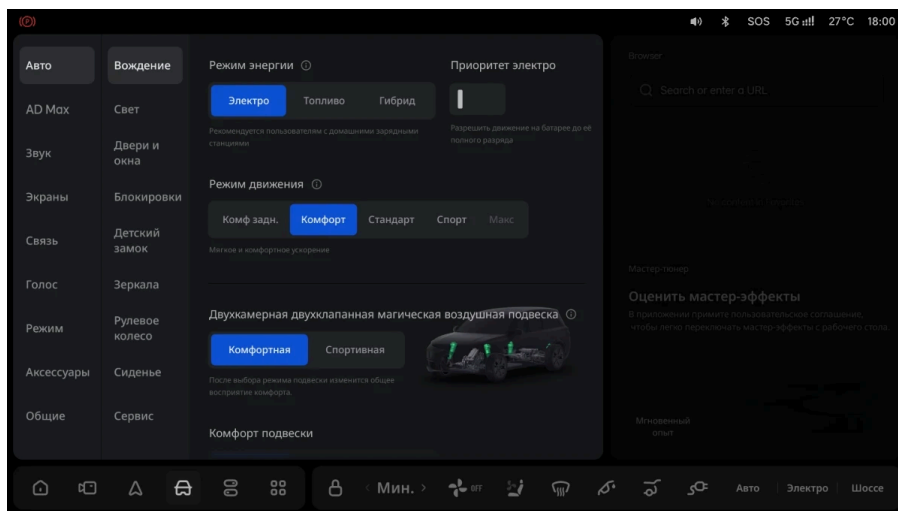 (P)
SOS
5G
27°C
18:00
Авто
AD Max
Звук
Экраны
Связь
Голос
Режим
Аксессуары
Общие
Вождение
Свет
Двери и
окна
Блокировки
Детский
замок
Зеркала
Рулевое
колесо
Сиденье
Сервис
Режим энергии
Электро
Топливо
Гибрид
Рекомендуется пользователям с домашними зарядными
станциями
Приоритет электро
Разрешить движение на батарее до её
полного разряда
Режим движения
Комф задн.
Комфорт
Стандарт
Спорт
Макс
Мягкое и комфортное ускорение
Двухкамерная двухклапанная магическая воздушная подвеска
Комфортная
Спортивная
После выбора режима подвески изменится общее
восприятие комфорта.
Комфорт подвески
Browser
Search or enter a URL
Мастер-тюнер
Оценить мастер-эффекты
В приложении примите пользовательское соглашение,
чтобы легко переключать мастер-эффекты с рабочего стола.
Мгновенный
опыт
< Мин. >
OFF
Авто
Электро
Шоссе